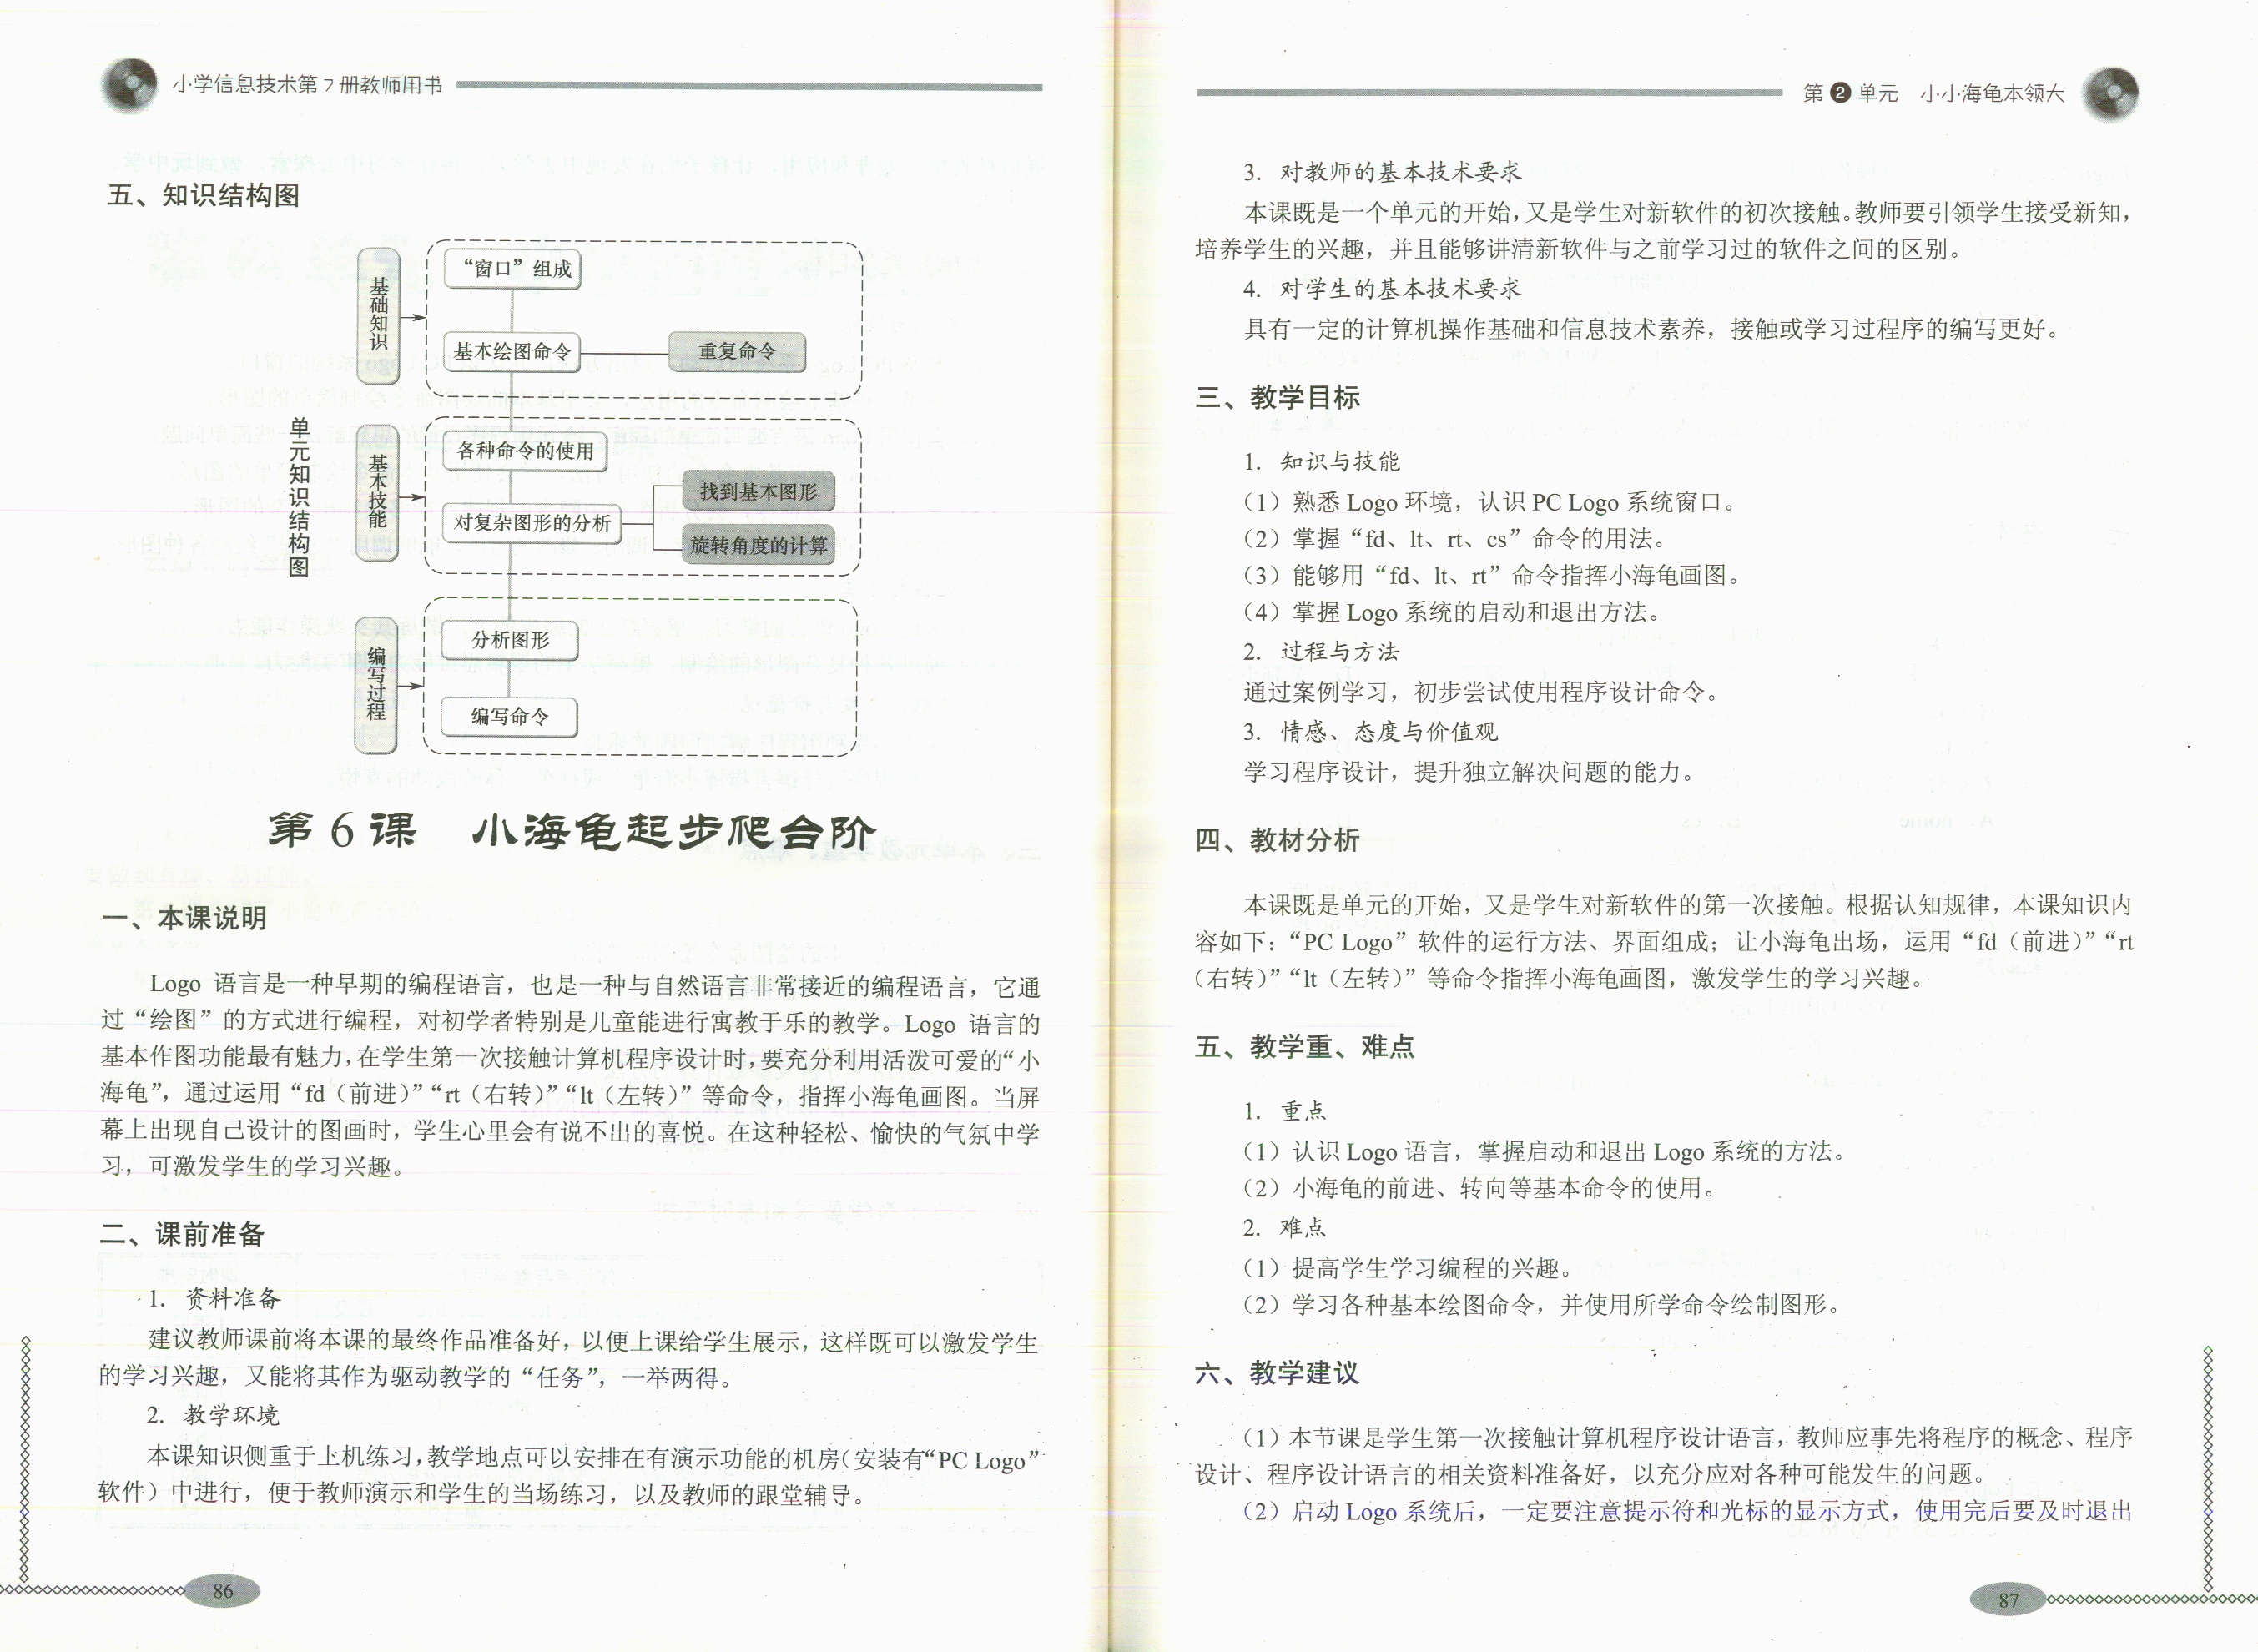 小学信息技术第7册教师用书
五、知识结构图
单元知识结构图
基础知识
“窗口”组成
基本绘图命令
重复命令
基本技能
各种命令的使用
对复杂图形的分析
找到基本图形
旋转角度的计算
编写过程
分析图形
编写命令
第6课 小海龟起步爬台阶
一、本课说明
Logo 语言是一种早期的编程语言，也是一种与自然语言非常接近的编程语言，它通
过“绘图”的方式进行编程，对初学者特别是儿童能进行寓教于乐的教学。Logo 语言的
基本作图功能最有魅力，在学生第一次接触计算机程序设计时，要充分利用活泼可爱的“小
海龟”，通过运用“fd（前进）”“rt（右转）”“lt（左转）”等命令，指挥小海龟画图。当屏
幕上出现自己设计的图画时，学生心里会有说不出的喜悦。在这种轻松、愉快的气氛中学
习，可激发学生的学习兴趣。
二、课前准备
1. 资料准备
建议教师课前将本课的最终作品准备好，以便上课给学生展示，这样既可以激发学生
的学习兴趣，又能将其作为驱动教学的“任务”，一举两得。
2. 教学环境
本课知识侧重于上机练习，教学地点可以安排在有演示功能的机房（安装有“PC Logo”
软件）中进行，便于教师演示和学生的当场练习，以及教师的跟堂辅导。
86
第2单元 小小海龟本领大
3. 对教师的基本技术要求
本课既是一个单元的开始，又是学生对新软件的初次接触。教师要引领学生接受新知，
培养学生的兴趣，并且能够讲清新软件与之前学习过的软件之间的区别。
4. 对学生的基本技术要求
具有一定的计算机操作基础和信息技术素养，接触或学习过程序的编写更好。
三、教学目标
1. 知识与技能
（1）熟悉 Logo 环境，认识 PC Logo 系统窗口。
（2）掌握“fd、lt、rt、cs”命令的用法。
（3）能够用“fd、lt、rt”命令指挥小海龟画图。
（4）掌握 Logo 系统的启动和退出方法。
2. 过程与方法
通过案例学习，初步尝试使用程序设计命令。
3. 情感、态度与价值观
学习程序设计，提升独立解决问题的能力。
四、教材分析
本课既是单元的开始，又是学生对新软件的第一次接触。根据认知规律，本课知识内
容如下：“PC Logo”软件的运行方法、界面组成；让小海龟出场，运用“fd（前进）”“rt
（右转）”“lt（左转）”等命令指挥小海龟画图，激发学生的学习兴趣。
五、教学重、难点
1. 重点
（1）认识 Logo 语言，掌握启动和退出 Logo 系统的方法。
（2）小海龟的前进、转向等基本命令的使用。
2. 难点
（1）提高学生学习编程的兴趣。
（2）学习各种基本绘图命令，并使用所学命令绘制图形。
六、教学建议
（1）本节课是学生第一次接触计算机程序设计语言，教师应事先将程序的概念、程序
设计、程序设计语言的相关资料准备好，以充分应对各种可能发生的问题。
（2）启动 Logo 系统后，一定要注意提示符和光标的显示方式，使用完后要及时退出
87